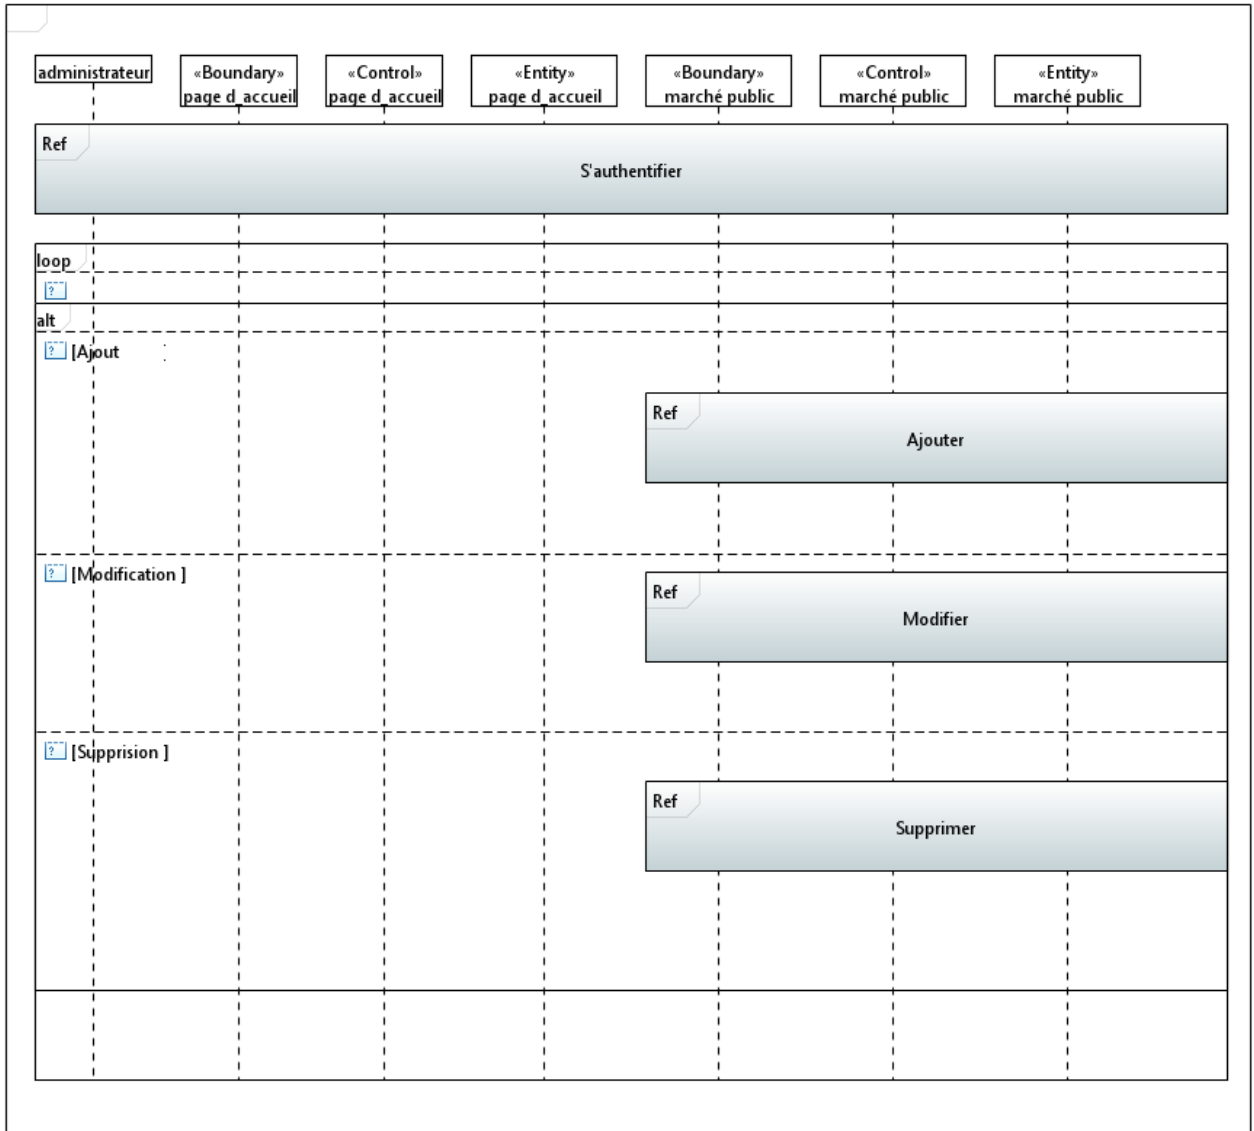 administrateur
«Boundary»
page d_accueil
«Control»
page d_accueil
«Entity»
page d_accueil
«Boundary»
marché public
«Control»
marché public
«Entity»
marché public
Ref
S'authentifier
loop
?
alt
? [Ajout :
Ref
Ajouter
? [Modification ]
Ref
Modifier
? [Supprision ]
Ref
Supprimer